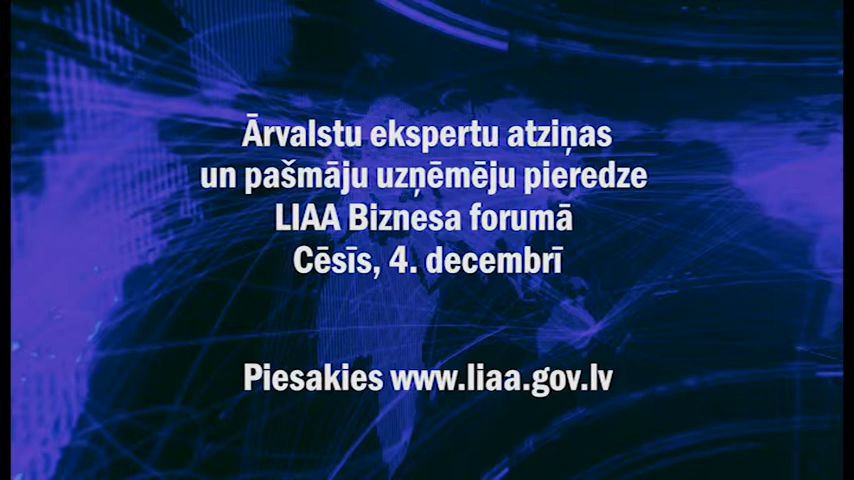 Ārvalstu ekspertu atziņas
un pašmāju uzņēmēju pieredze
LIAA Biznesa forumā
Cēsīs, 4. decembrī
Piesakies www.liaa.gov.lv